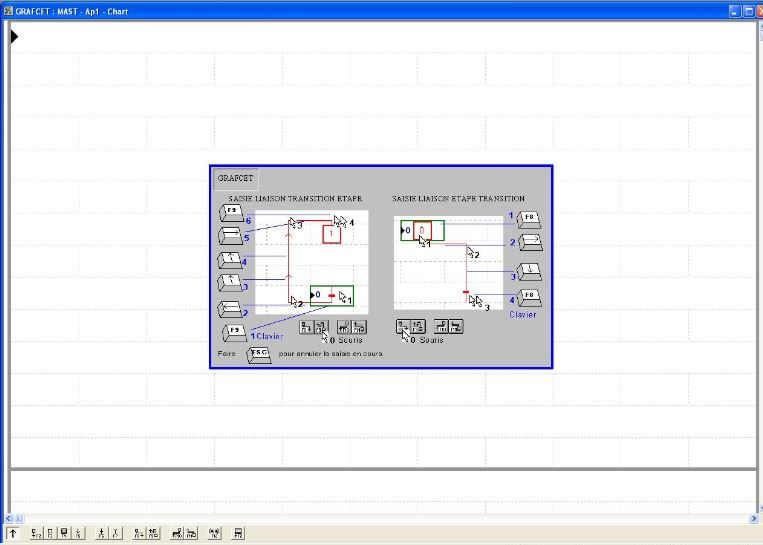 GRAFCET : MAST - Ap1 - Chart
GRAFCET
SAISIE LIAISON TRANSITION ETAPE
SAISIE LIAISON ETAPE TRANSITION
F9
6
3
4
1
5
4
3
0
1
2
2
F9
1 Clavier
0 Souris
Faire ESC pour annuler la saisie en cours
0
0
1
1
F8
2
2
3
3
4
F8
Clavier
0 Souris